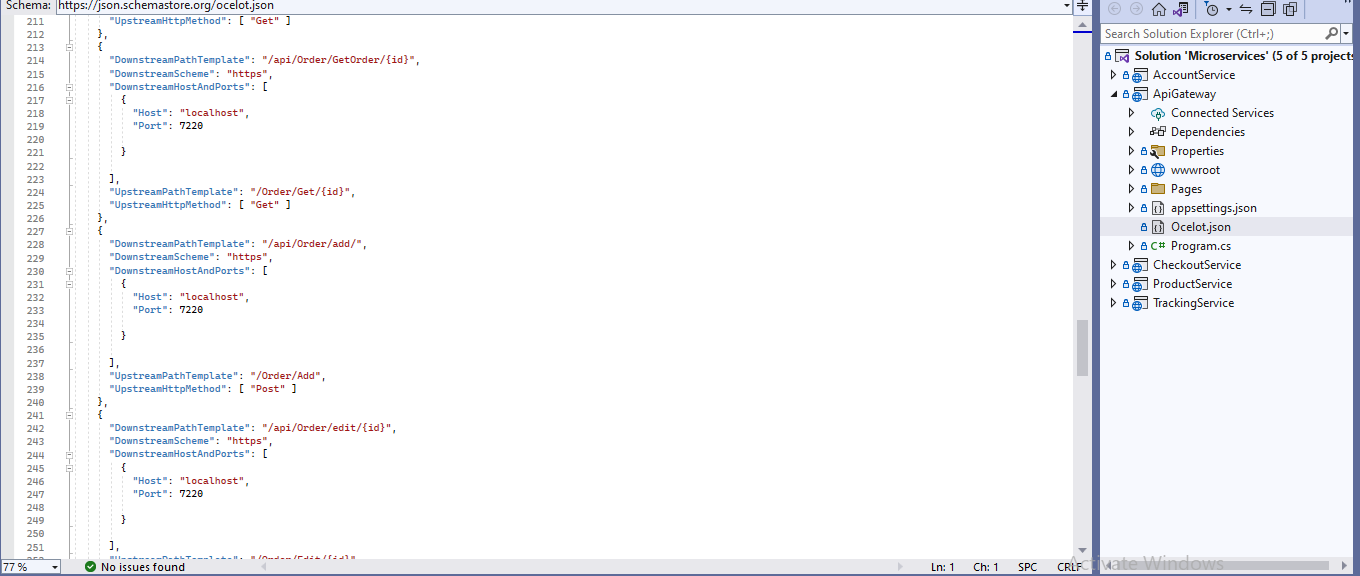 Schema: https://json.schemastore.org/ocelot.json
211 "UpstreamHttpMethod": [ "Get" ]
212 },
213 {
214 "DownstreamPathTemplate": "/api/Order/GetOrder/{id}",
215 "DownstreamScheme": "https",
216 "DownstreamHostAndPorts": [
217 {
218 "Host": "localhost",
219 "Port": 7220
220
221 }
222
223 ],
224 "UpstreamPathTemplate": "/Order/Get/{id}",
225 "UpstreamHttpMethod": [ "Get" ]
226 },
227 {
228 "DownstreamPathTemplate": "/api/Order/add/",
229 "DownstreamScheme": "https",
230 "DownstreamHostAndPorts": [
231 {
232 "Host": "localhost",
233 "Port": 7220
234
235 }
236
237 ],
238 "UpstreamPathTemplate": "/Order/Add",
239 "UpstreamHttpMethod": [ "Post" ]
240 },
241 {
242 "DownstreamPathTemplate": "/api/Order/edit/{id}",
243 "DownstreamScheme": "https",
244 "DownstreamHostAndPorts": [
245 {
246 "Host": "localhost",
247 "Port": 7220
248
249 }
250
251 ],
252 "UpstreamPathTemplate": "/Order/Edit/{id}"
77 % No issues found Ln: 1 Ch: 1 SPC CRLF
Search Solution Explorer (Ctrl+;)
Solution 'Microservices' (5 of 5 projects
AccountService
ApiGateway
Connected Services
Dependencies
Properties
wwwroot
Pages
appsettings.json
Ocelot.json
C# Program.cs
CheckoutService
ProductService
TrackingService
Activate Windows